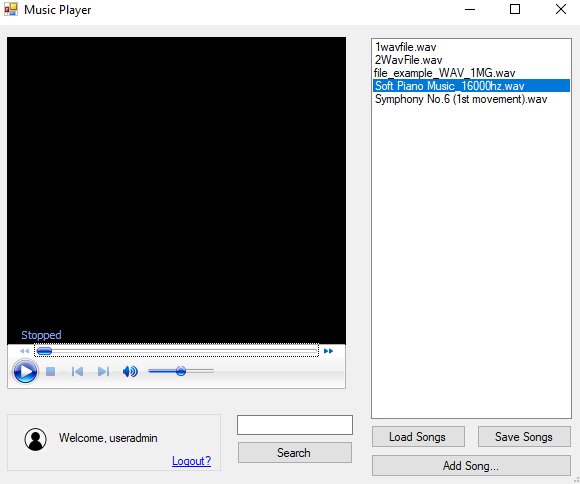 Music Player
1wavfile.wav
2WavFile.wav
file_example_WAV_1MG.wav
Soft Piano Music_16000hz.wav
Symphony No.6 (1st movement).wav
Stopped
Welcome, useradmin
Logout?
Search
Load Songs
Save Songs
Add Song...